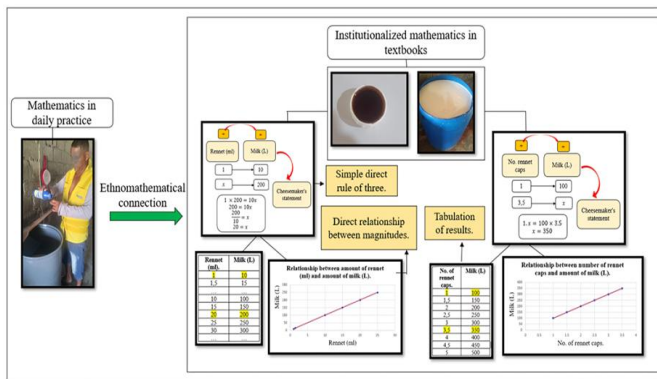 Institutionalized mathematics in
textbooks
Mathematics in
daily practice
Ethnomathematical
connection
Rennet (ml)
Milk (L)
1
10
x
200
1 × 200 = 10x
200 = 10x
200
10
= x
20 = x
Cheesemaker's
statement
Simple direct
rule of three.
Direct relationship
between magnitudes.
Tabulation
of results.
No. rennet
caps
Milk (L)
1
100
3,5
x
1. x = 100 × 3.5
x = 350
Cheesemaker's
statement
Rennet (ml). Milk (L)
1 10
1,5 15
... ...
10 100
15 150
20 200
25 250
30 300
... ...
Relationship between amount of rennet
(ml) and amount of milk (L).
Milk (L)
Rennet (ml)
No. of rennet caps. Milk (L)
1 100
1,5 150
2 200
2,5 250
3 300
3,5 350
4 400
4,5 450
5 500
Relationship between number of rennet
caps and amount of milk (L).
Milk (L)
No. of rennet caps.